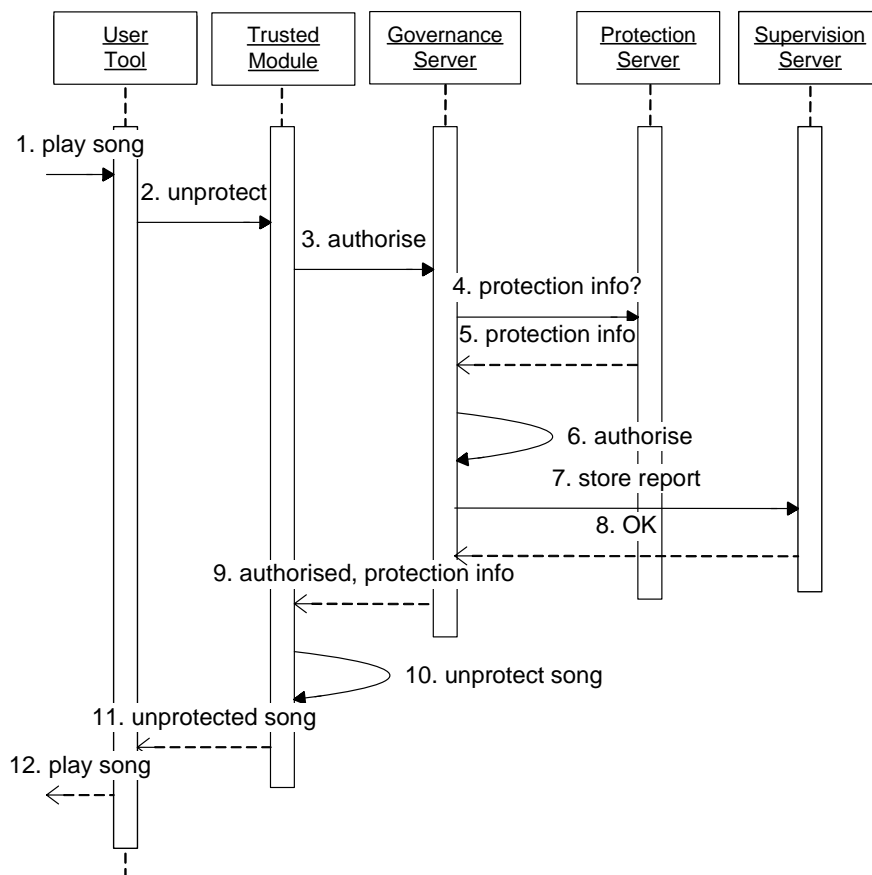 User
Tool
Trusted
Module
Governance
Server
Protection
Server
Supervision
Server
1. play song
2. unprotect
3. authorise
4. protection info?
5. protection info
6. authorise
7. store report
8. OK
9. authorised, protection info
10. unprotect song
11. unprotected song
12. play song